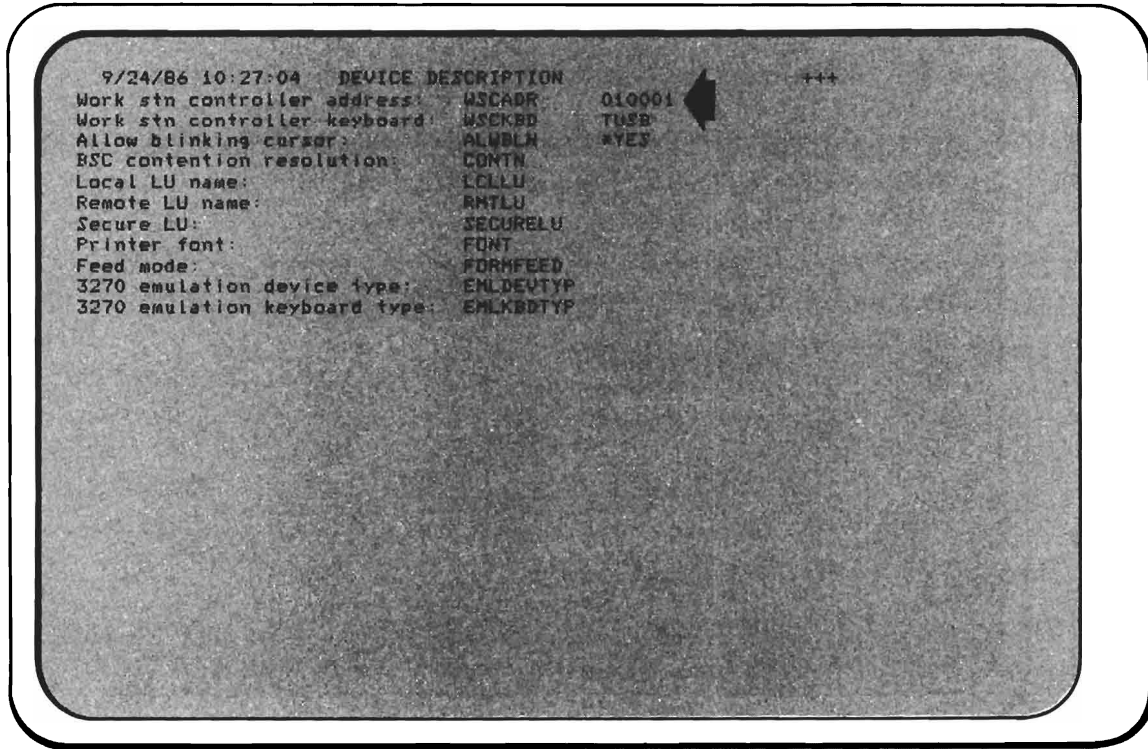 9/24/86 10:27:04 DEVICE DESCRIPTION +++
Work stn controller address: WSCADR 010001
Work stn controller keyboard: WSCKBD TUSB
Allow blinking cursor: ALWBLN *YES
BSC contention resolution: CONTN
Local LU name: LCLLU
Remote LU name: RMTLU
Secure LU: SECURELU
Printer font: FONT
Feed mode: FORMFEED
3270 emulation device type: EMLDEVTYP
3270 emulation keyboard type: EMLKBDTYP